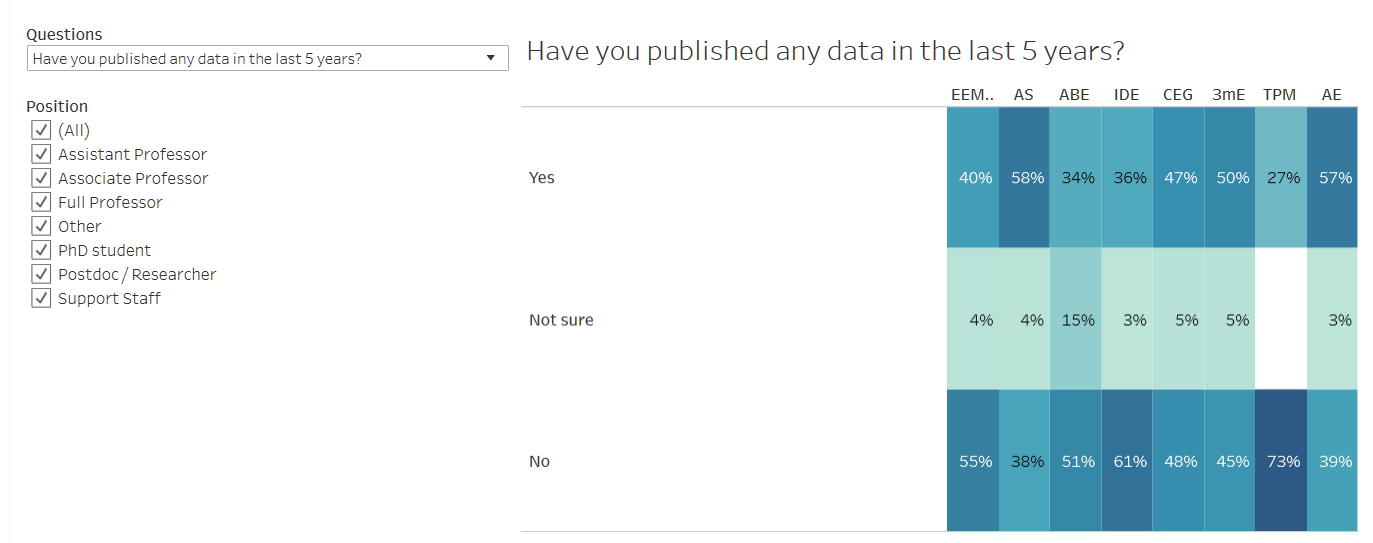 Questions
Have you published any data in the last 5 years?
Position
(All)
Assistant Professor
Associate Professor
Full Professor
Other
PhD student
Postdoc / Researcher
Support Staff
Have you published any data in the last 5 years?
EEM.. AS ABE IDE CEG 3mE TPM AE
Yes 40% 58% 34% 36% 47% 50% 27% 57%
Not sure 4% 4% 15% 3% 5% 5% 3%
No 55% 38% 51% 61% 48% 45% 73% 39%